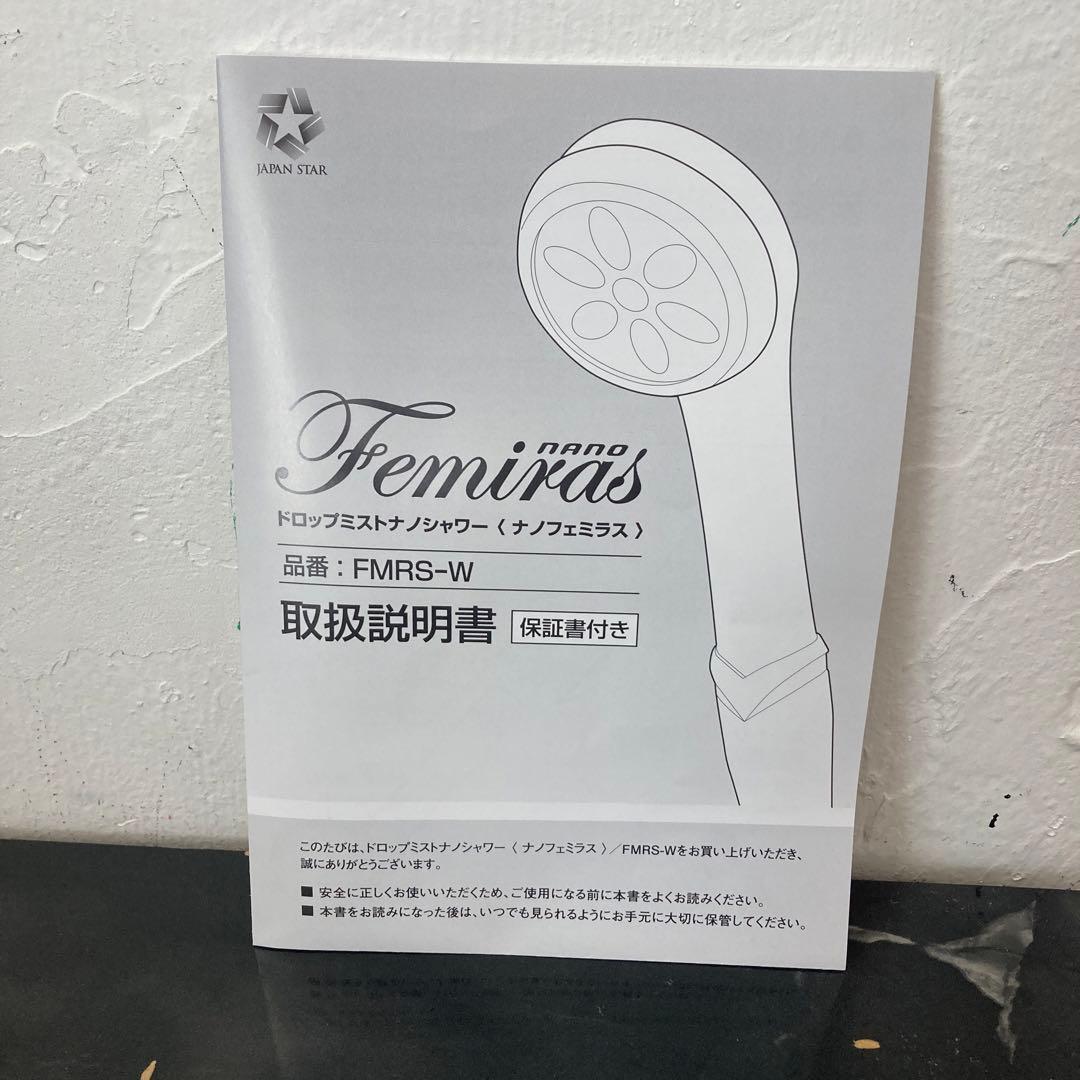 JAPAN STAR
nano
Femiras
ドロップミストナノシャワー〈ナノフェミラス〉
品番：FMRS-W
取扱説明書 保証書付き
このたびは、ドロップミストナノシャワー〈ナノフェミラス〉／FMRS-Wをお買い上げいただき、
誠にありがとうございます。
■ 安全に正しくお使いいただくため、ご使用になる前に本書をよくお読みください。
■ 本書をお読みになった後は、いつでも見られるようにお手元に大切に保管してください。